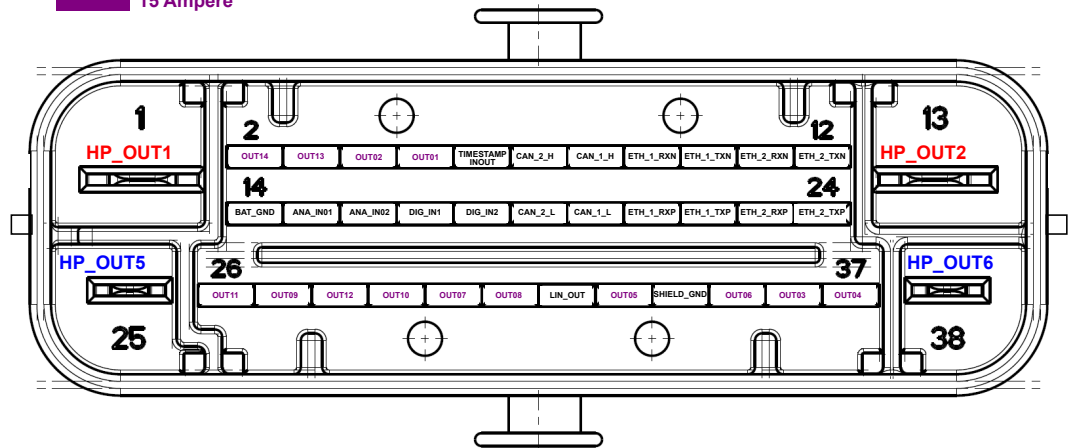 15 Ampere
1
13
2
12
HP_OUT1
HP_OUT2
OUT14 OUT13 OUT02 OUT01 TIMESTAMP INOUT CAN_2_H CAN_1_H ETH_1_RXN ETH_1_TXN ETH_2_RXN ETH_2_TXN
14
24
BAT_GND ANA_IN01 ANA_IN02 DIG_IN1 DIG_IN2 CAN_2_L CAN_1_L ETH_1_RXP ETH_1_TXP ETH_2_RXP ETH_2_TXP
HP_OUT5
HP_OUT6
26
37
OUT11 OUT09 OUT12 OUT10 OUT07 OUT08 LIN_OUT OUT05 SHIELD_GND OUT06 OUT03 OUT04
25
38